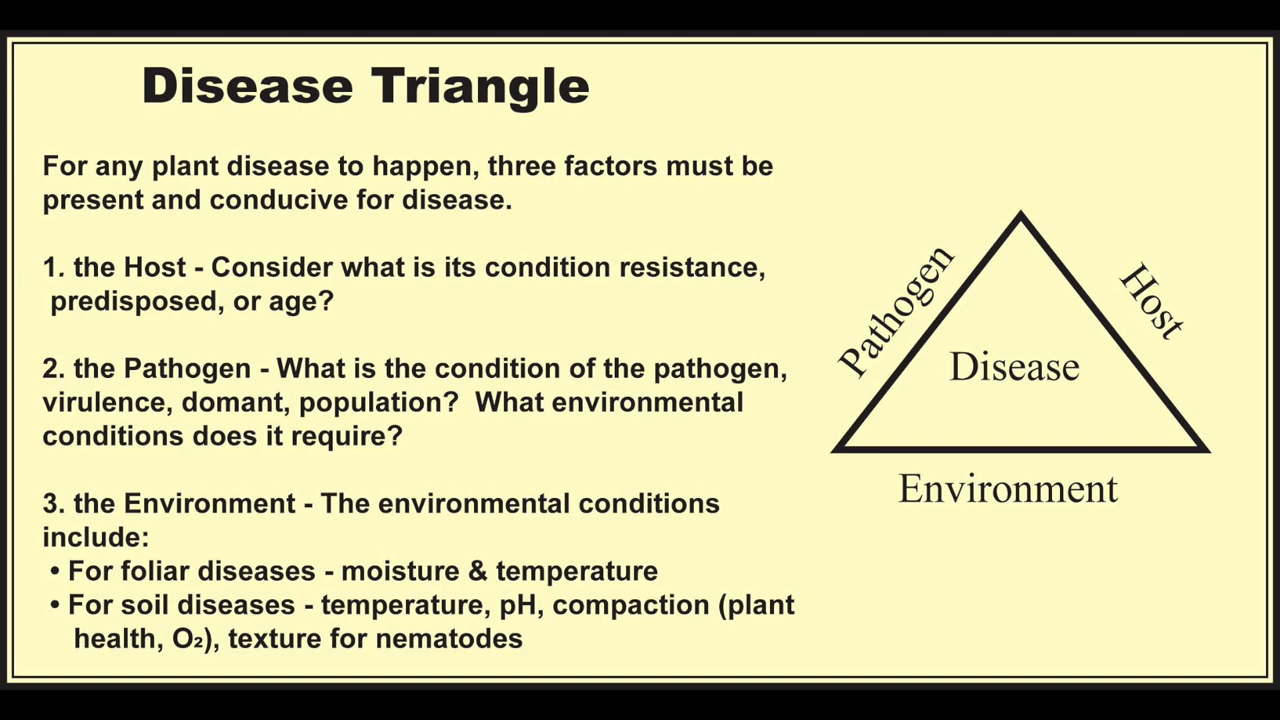 Disease Triangle
For any plant disease to happen, three factors must be
present and conducive for disease.
1. the Host - Consider what is its condition resistance,
predisposed, or age?
2. the Pathogen - What is the condition of the pathogen,
virulence, domant, population?  What environmental
conditions does it require?
3. the Environment - The environmental conditions
include:
• For foliar diseases - moisture & temperature
• For soil diseases - temperature, pH, compaction (plant
health, O₂), texture for nematodes
Pathogen
Host
Disease
Environment